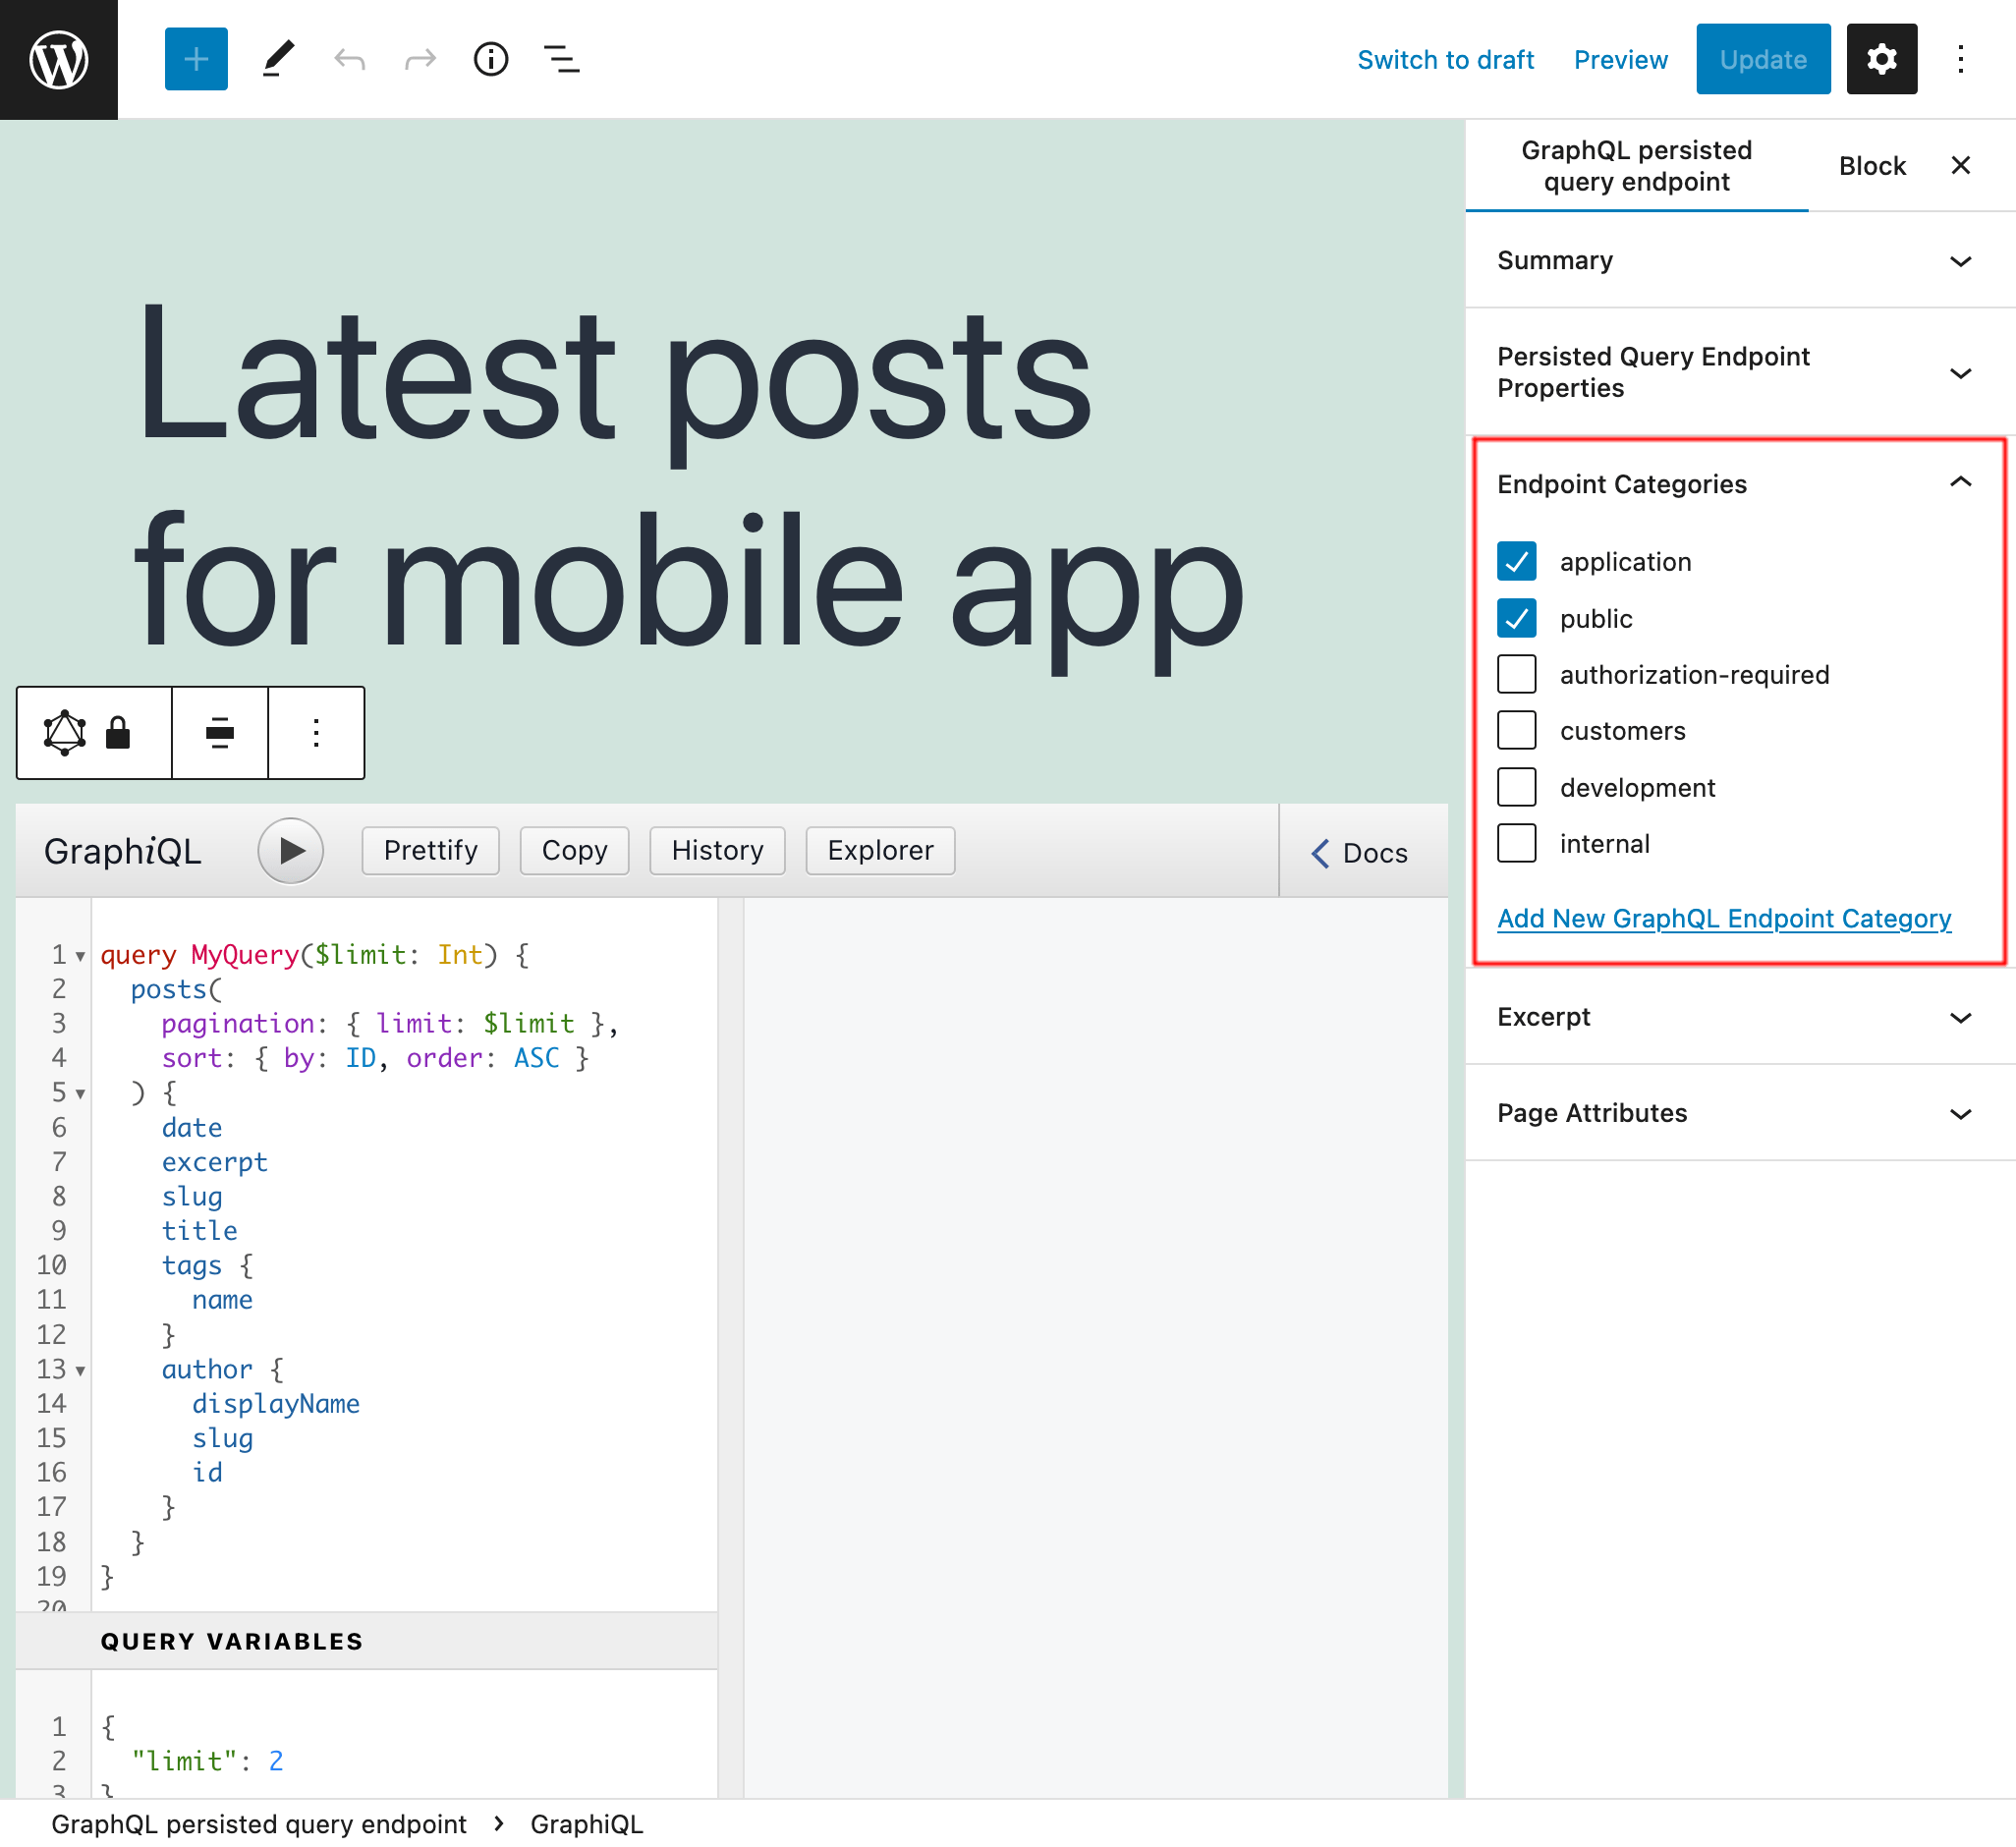 Switch to draft
Preview
Update
GraphQL persisted
query endpoint
Block
Summary
Persisted Query Endpoint
Properties
Endpoint Categories
application
public
authorization-required
customers
development
internal
Add New GraphQL Endpoint Category
Excerpt
Page Attributes
Latest posts
for mobile app
GraphiQL
Prettify
Copy
History
Explorer
Docs
1 query MyQuery($limit: Int) {
2 posts(
3 pagination: { limit: $limit },
4 sort: { by: ID, order: ASC }
5 ) {
6 date
7 excerpt
8 slug
9 title
10 tags {
11 name
12 }
13 author {
14 displayName
15 slug
16 id
17 }
18 }
19 }
20
QUERY VARIABLES
1 {
2 "limit": 2
3 }
GraphQL persisted query endpoint › GraphiQL